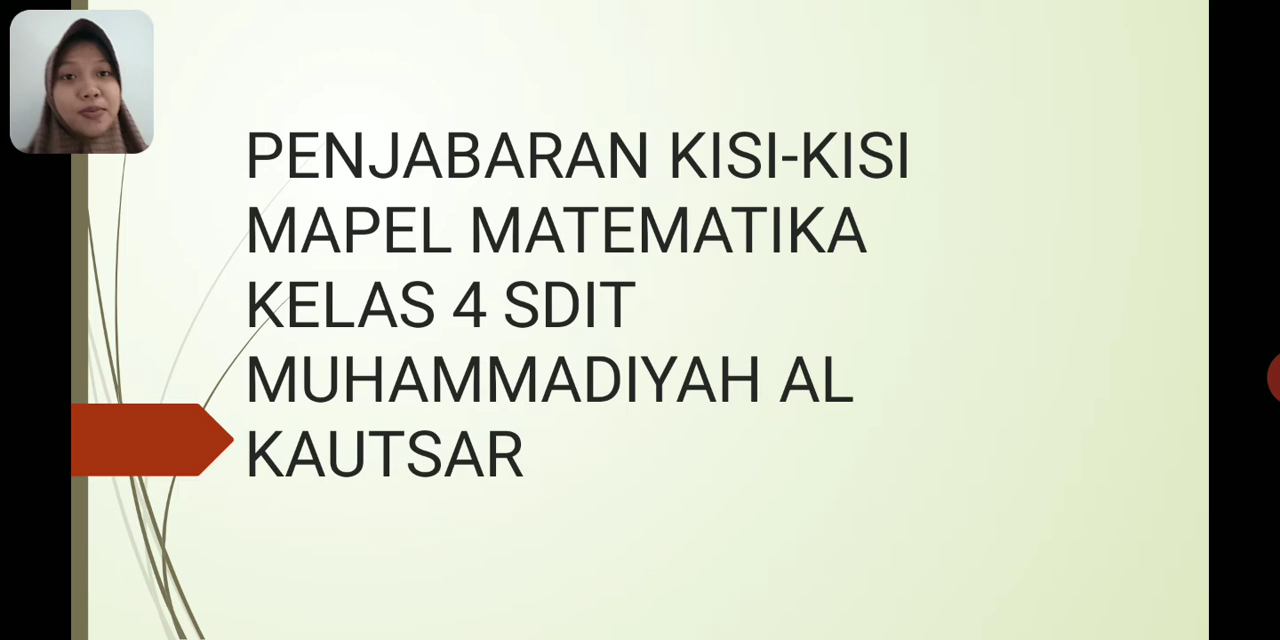 PENJABARAN KISI-KISI
MAPEL MATEMATIKA
KELAS 4 SDIT
MUHAMMADIYAH AL
KAUTSAR